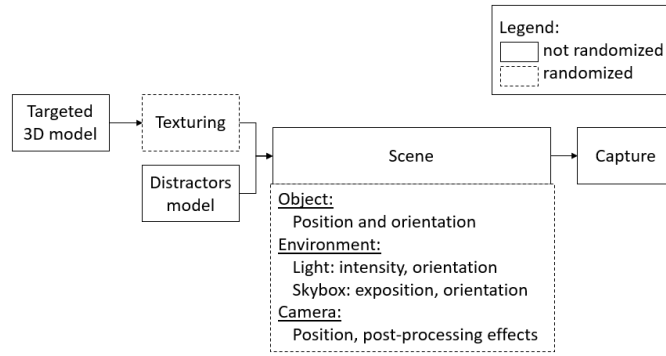 Legend:
not randomized
randomized
Targeted
3D model
Texturing
Distractors
model
Scene
Capture
Object:
Position and orientation
Environment:
Light: intensity, orientation
Skybox: exposition, orientation
Camera:
Position, post-processing effects